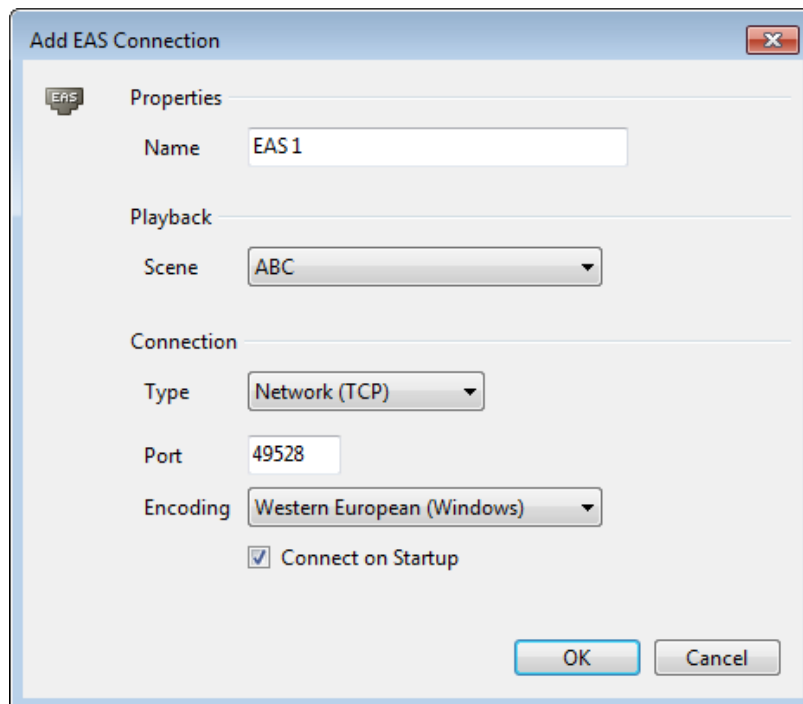 Add EAS Connection
EAS
Properties
Name EAS 1
Playback
Scene ABC
Connection
Type Network (TCP)
Port 49528
Encoding Western European (Windows)
Connect on Startup
OK Cancel